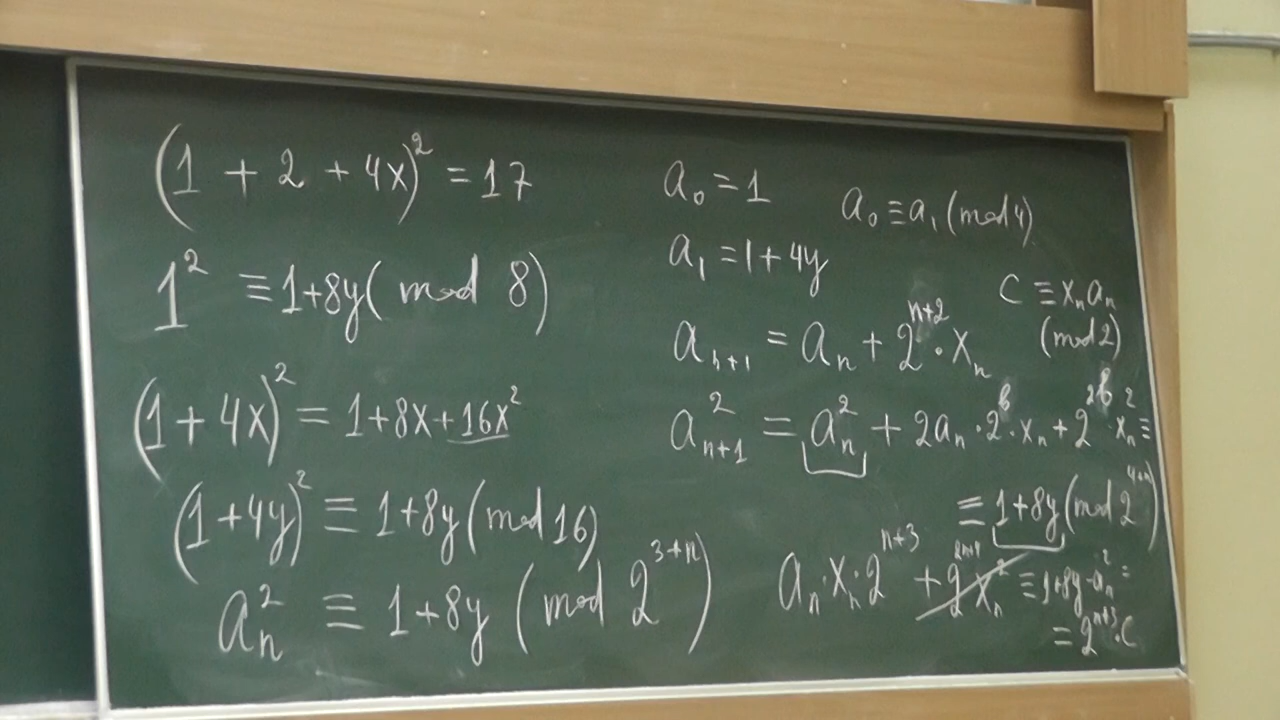 (1 + 2 + 4x)² = 17
1² ≡ 1+8y (mod 8)
(1 + 4x)² = 1+8x+16x²
(1+4y)² ≡ 1+8y (mod 16)
aₙ² ≡ 1+8y (mod 2³⁺ⁿ)
a₀ = 1
a₀ ≡ a₁ (mod 4)
a₁ = 1+4y
C ≡ xₙaₙ
(mod 2)
aₙ₊₁ = aₙ + 2ⁿ⁺² · xₙ
aₙ₊₁² = aₙ² + 2aₙ · 2ᵇ · xₙ + 2²ᵇ · xₙ² ≡
≡ 1+8y (mod 2⁴⁺ⁿ)
aₙ · xₙ · 2ⁿ⁺³ + 2²ⁿ⁺⁴ xₙ² ≡ 1+8y-aₙ² =
= 2ⁿ⁺³ · C